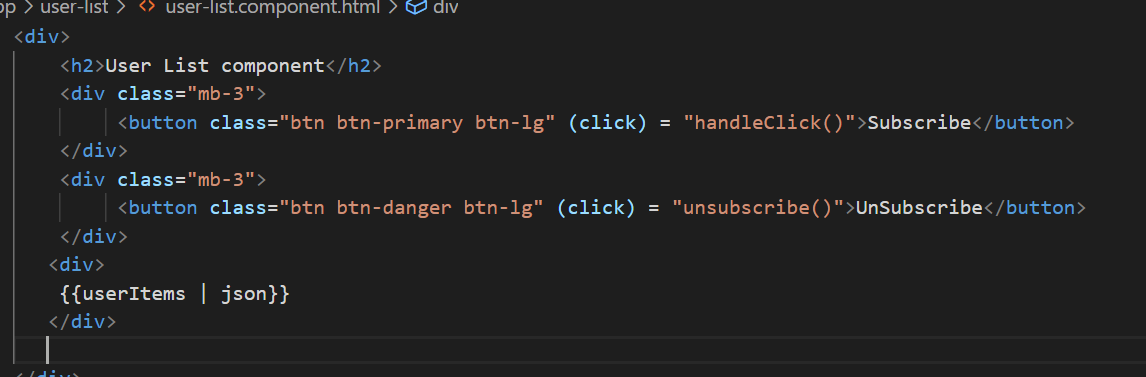 pp > user-list > <> user-list.component.html > div
<div>
<h2>User List component</h2>
<div class="mb-3">
<button class="btn btn-primary btn-lg" (click) = "handleClick()">Subscribe</button>
</div>
<div class="mb-3">
<button class="btn btn-danger btn-lg" (click) = "unsubscribe()">UnSubscribe</button>
</div>
<div>
{{userItems | json}}
</div>
</div>